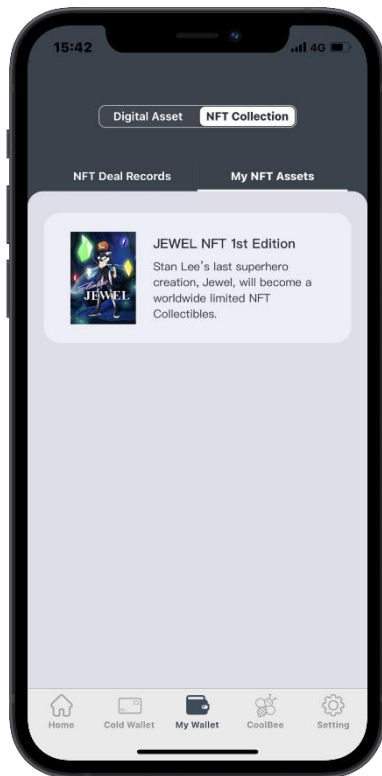 15:42
4G
Digital Asset
NFT Collection
NFT Deal Records
My NFT Assets
JEWEL NFT 1st Edition
Stan Lee's last superhero
creation, Jewel, will become a
worldwide limited NFT
Collectibles.
JEWEL
Home
Cold Wallet
My Wallet
CoolBee
Setting